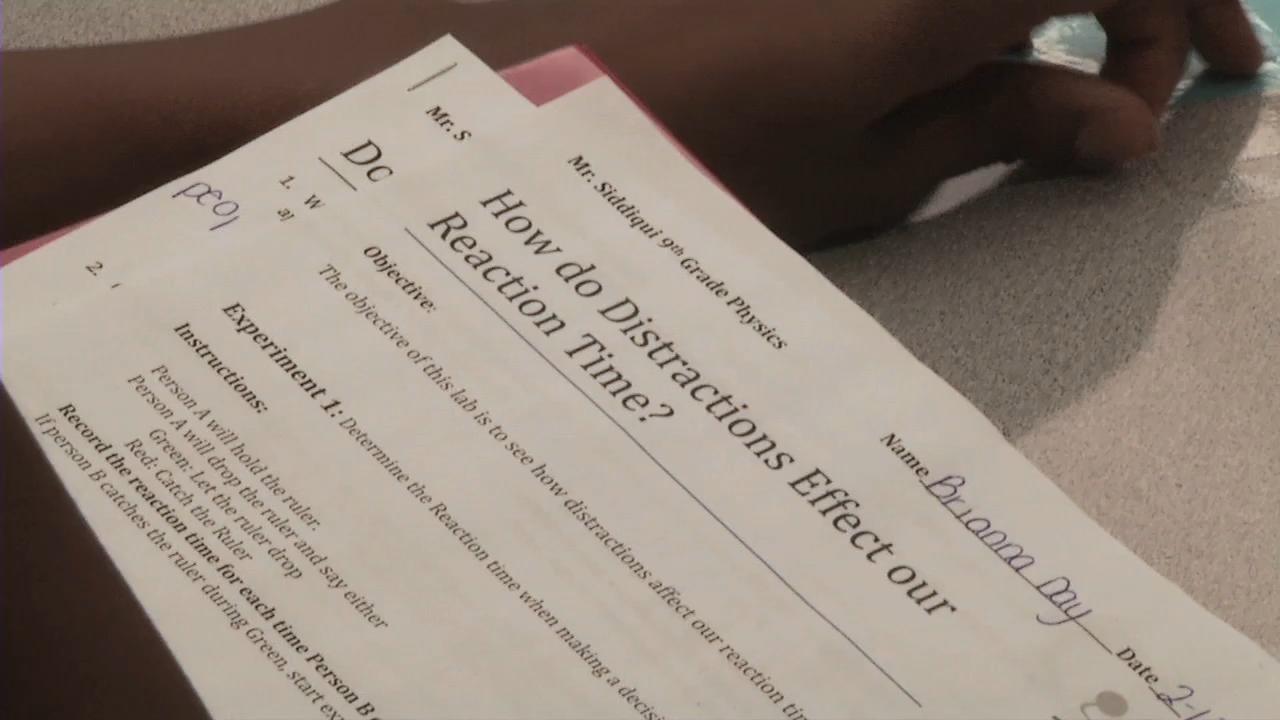 Mr. Siddiqui 9th Grade Physics
Name Brianna Day Date 2-1
How do Distractions Effect our
Reaction Time?
Objective:
The objective of this lab is to see how distractions affect our reaction
Experiment 1: Determine the Reaction time when making a
Instructions:
Person A will hold the ruler.
Person A will drop the ruler and say either
Green: Let the ruler drop
Red: Catch the Ruler
Record the reaction time for each time Person B
If person B catches the ruler during Green, start
Mr. S
1. W
a)
2.